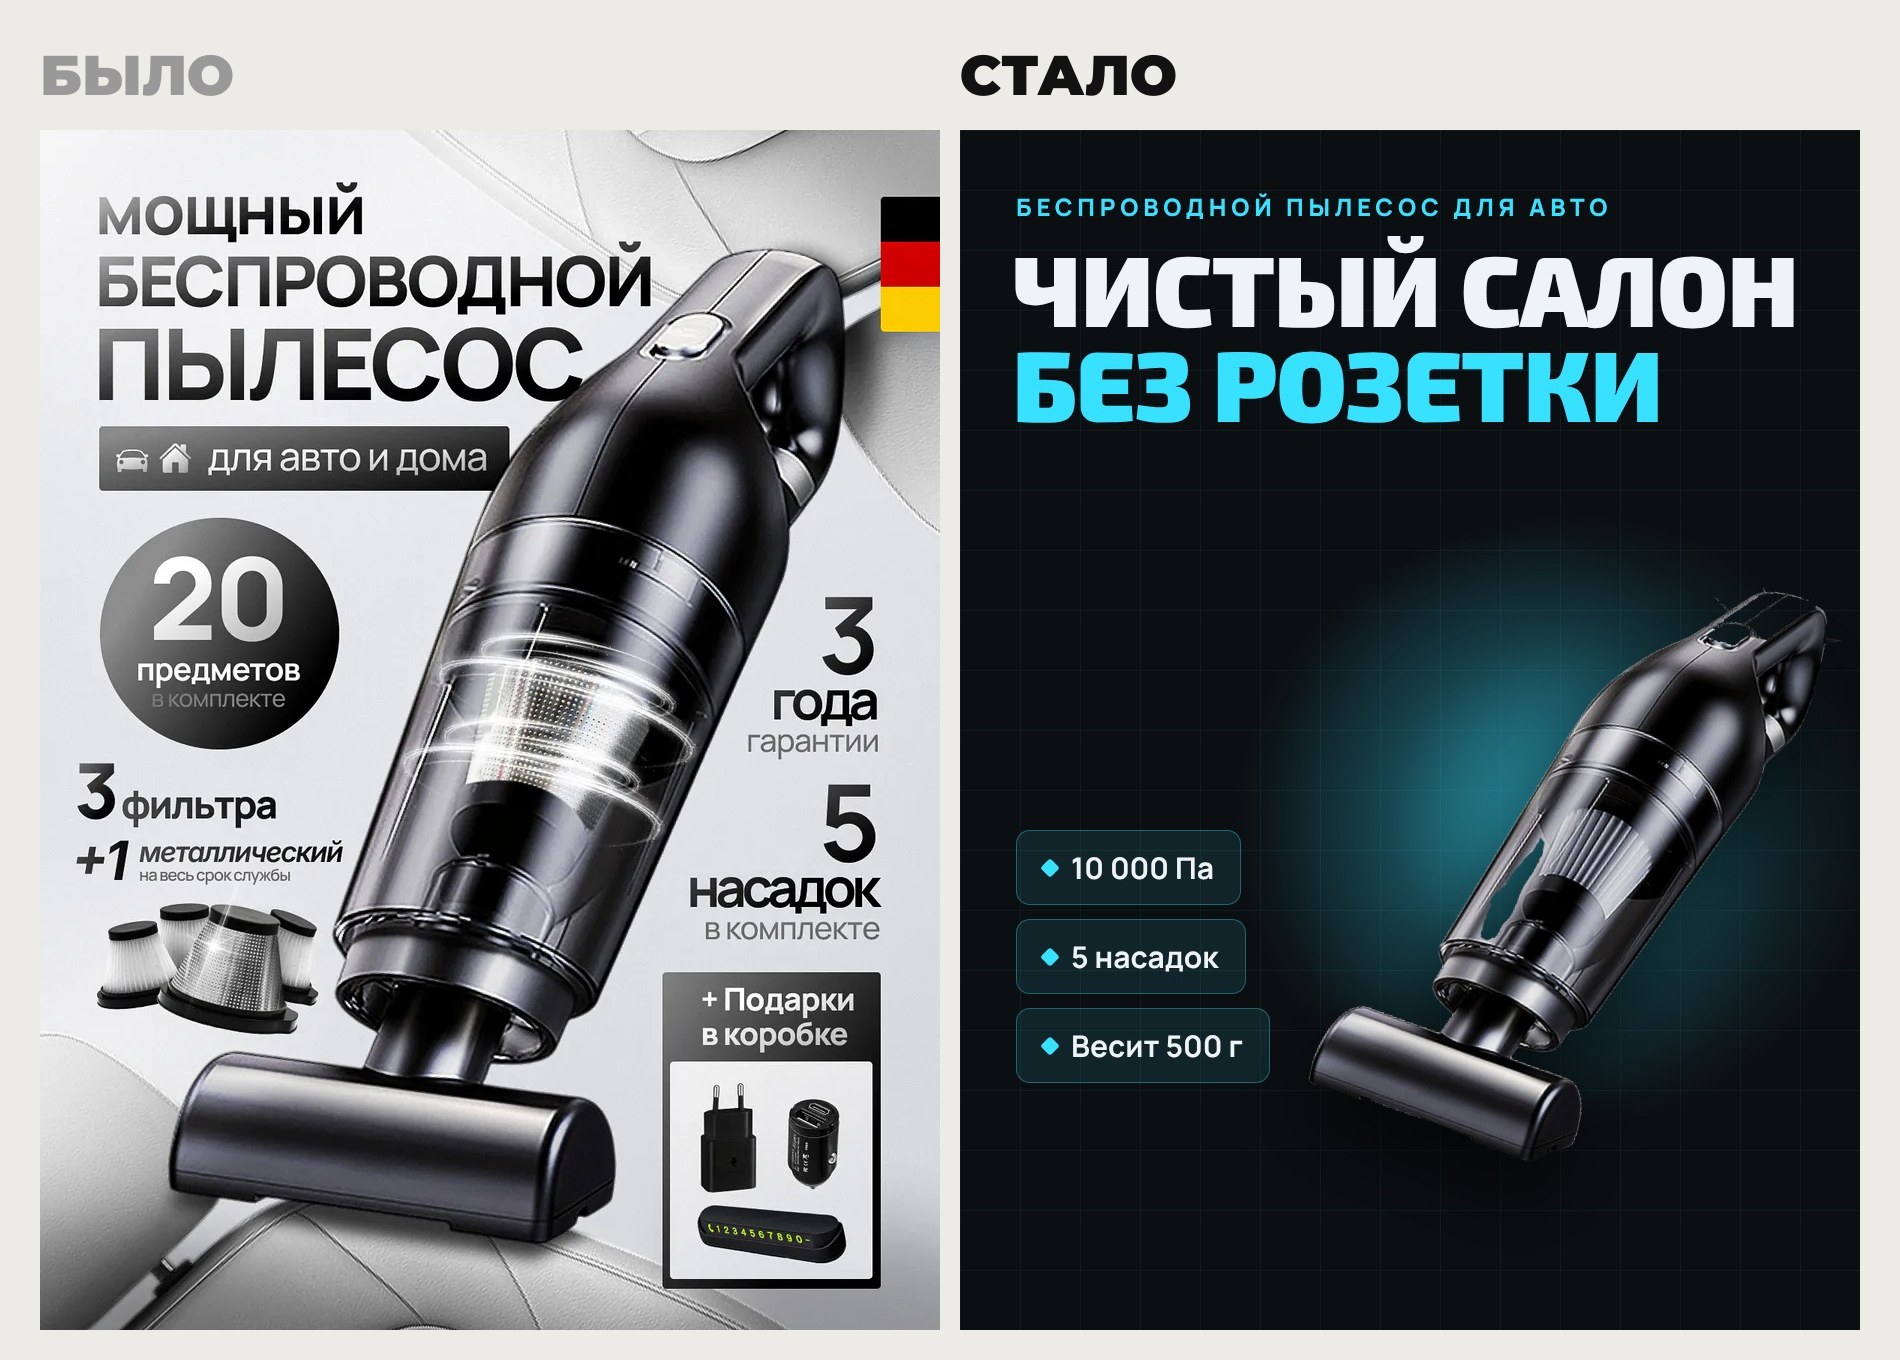 БЫЛО
МОЩНЫЙ
БЕСПРОВОДНОЙ
ПЫЛЕСОС
для авто и дома
20
предметов
в комплекте
3 фильтра
+1 металлический
на весь срок службы
3
года
гарантии
5
насадок
в комплекте
+ Подарки
в коробке
1234567890-
СТАЛО
БЕСПРОВОДНОЙ ПЫЛЕСОС ДЛЯ АВТО
ЧИСТЫЙ САЛОН
БЕЗ РОЗЕТКИ
10 000 Па
5 насадок
Весит 500 г